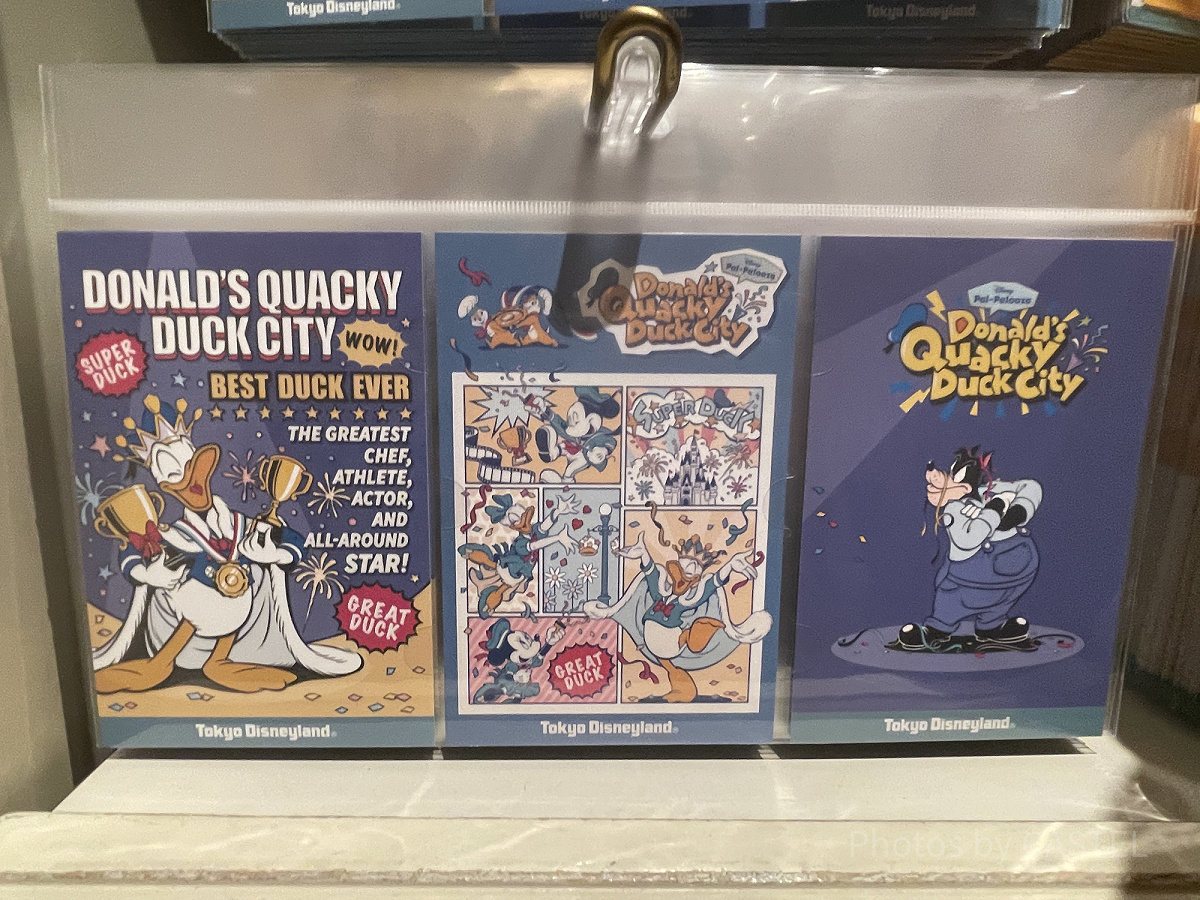 Tokyo Disneyland®
Tokyo Disneyland
DONALD'S QUACKY
DUCK CITY
WOW!
SUPER
DUCK
BEST DUCK EVER
THE GREATEST
CHEF,
ATHLETE,
ACTOR,
AND
ALL-AROUND
STAR!
GREAT
DUCK
Tokyo Disneyland®
Disney
Pal-Palooza
Donald's
Quacky
Duck City
SUPER DUCK
GREAT
DUCK
Tokyo Disneyland®
Disney
Pal-Palooza
Donald's
Quacky
Duck City
Tokyo Disneyland®
Photos by